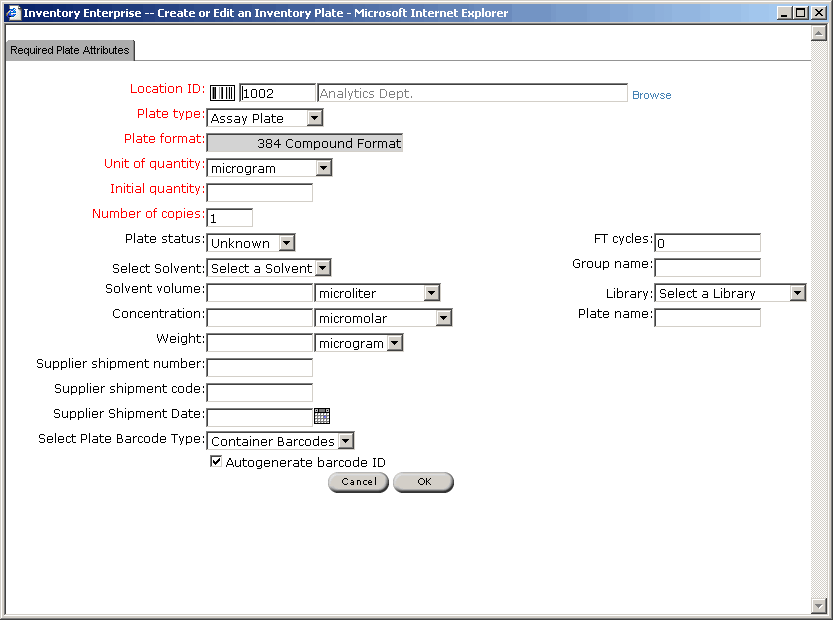 Inventory Enterprise -- Create or Edit an Inventory Plate - Microsoft Internet Explorer
Required Plate Attributes
Location ID: 1002 Analytics Dept. Browse
Plate type: Assay Plate
Plate format: 384 Compound Format
Unit of quantity: microgram
Initial quantity:
Number of copies: 1
Plate status: Unknown FT cycles: 0
Select Solvent: Select a Solvent Group name:
Solvent volume: microliter Library: Select a Library
Concentration: micromolar Plate name:
Weight: microgram
Supplier shipment number:
Supplier shipment code:
Supplier Shipment Date:
Select Plate Barcode Type: Container Barcodes
Autogenerate barcode ID
Cancel OK